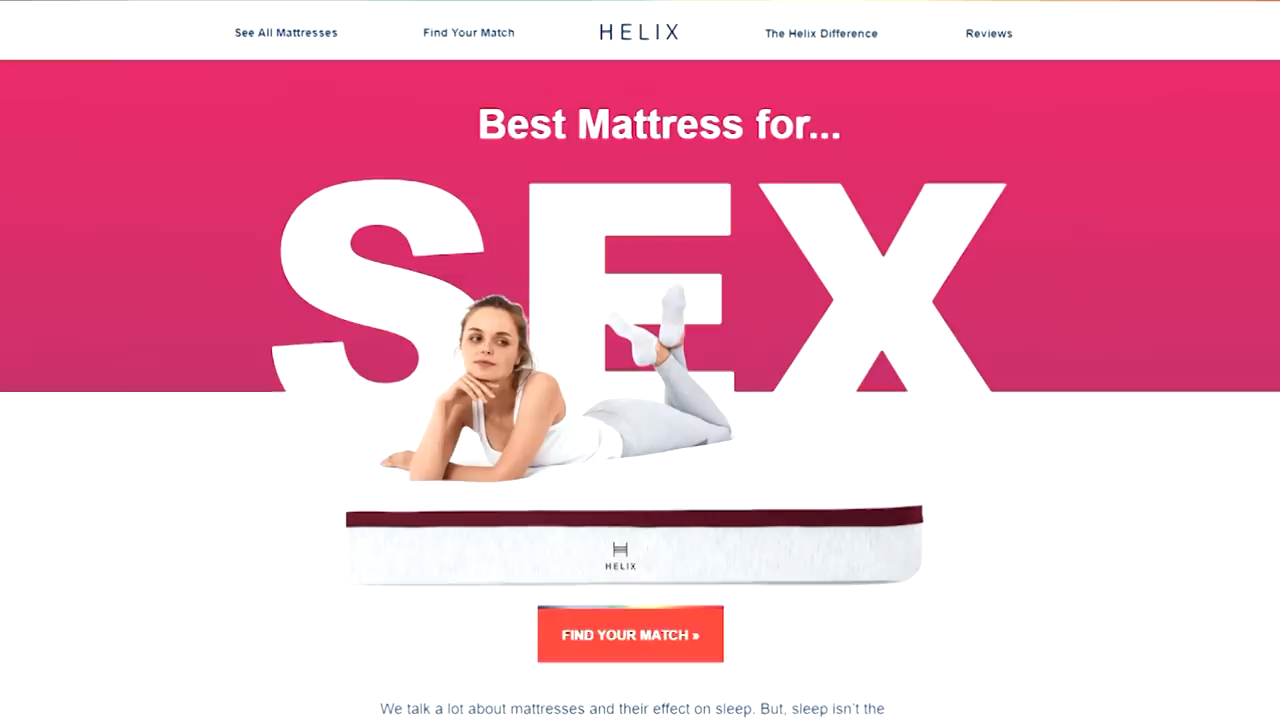 See All Mattresses
Find Your Match
HELIX
The Helix Difference
Reviews
Best Mattress for...
SEX
HELIX
FIND YOUR MATCH »
We talk a lot about mattresses and their effect on sleep. But, sleep isn't the